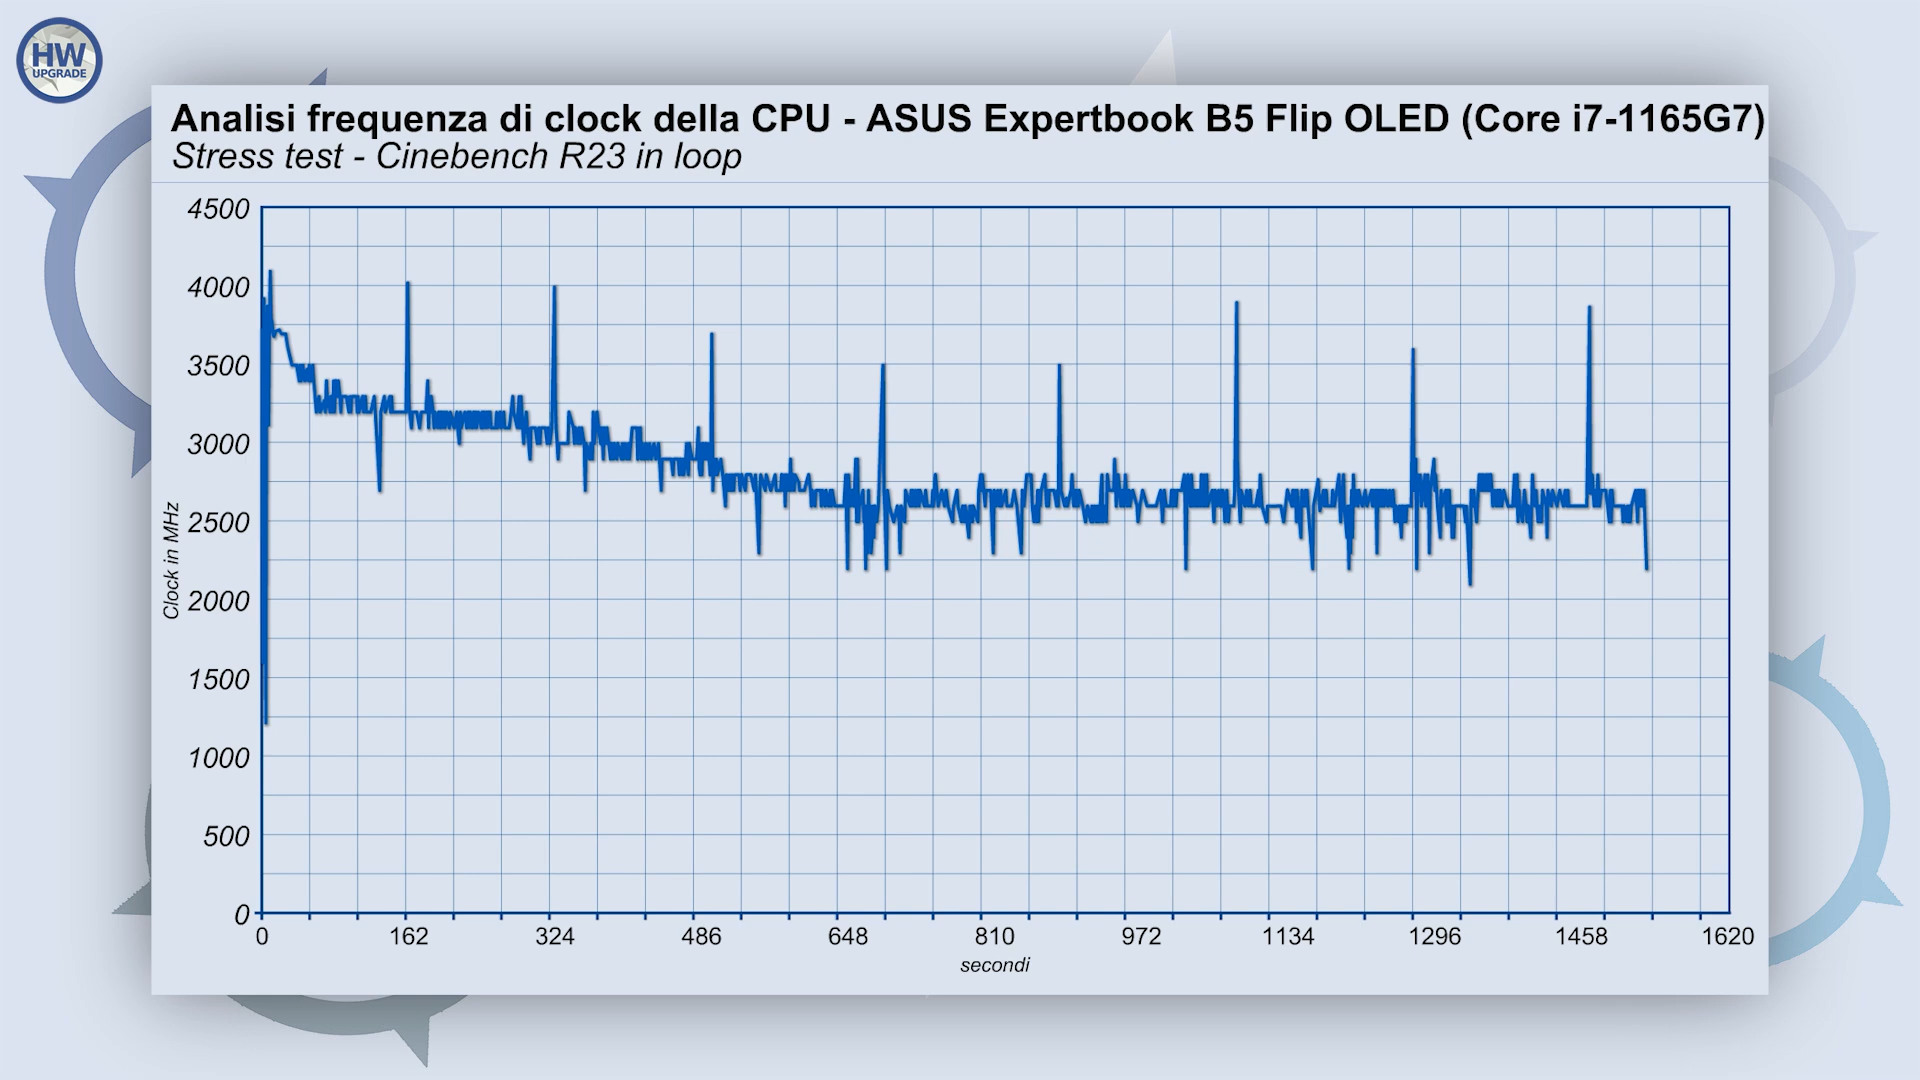 HW
UPGRADE
Analisi frequenza di clock della CPU - ASUS Expertbook B5 Flip OLED (Core i7-1165G7)
Stress test - Cinebench R23 in loop
4500
4000
3500
3000
2500
2000
1500
1000
500
0
Clock in MHz
0 162 324 486 648 810 972 1134 1296 1458 1620
secondi